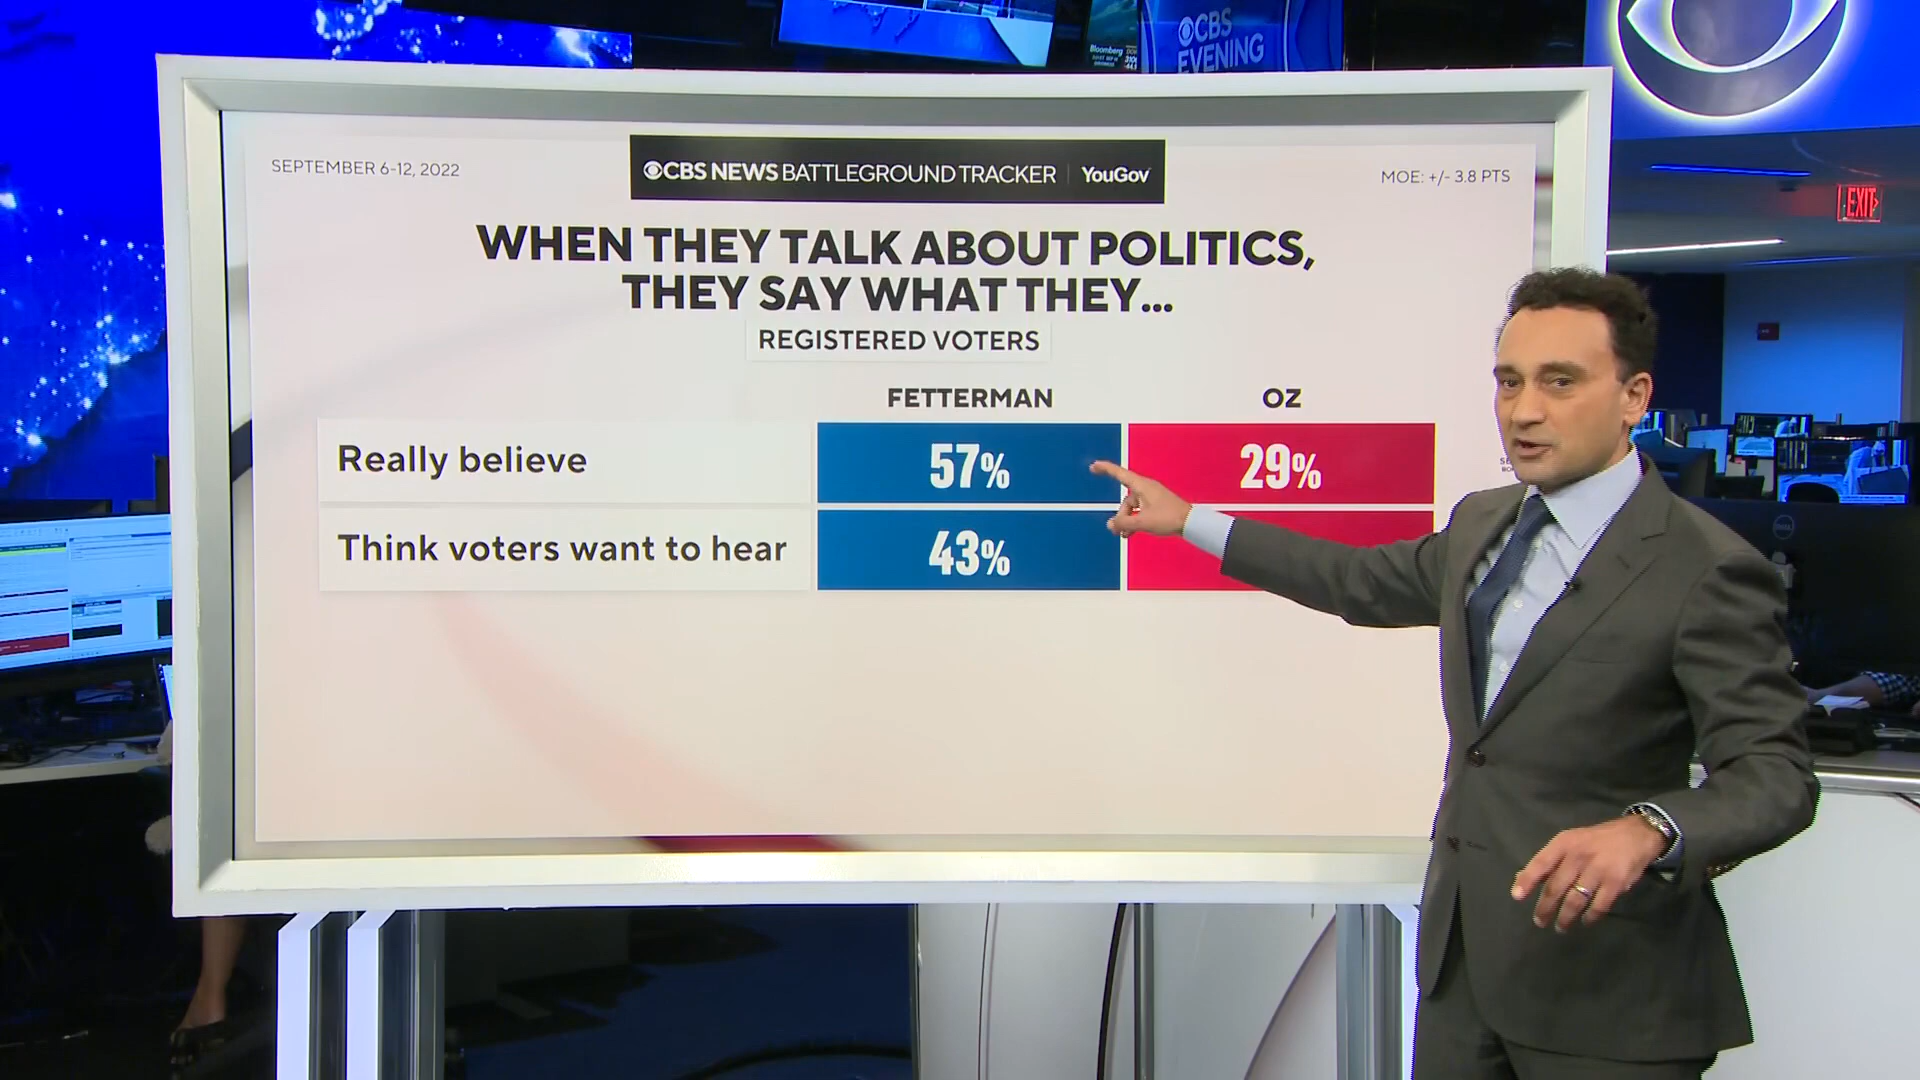 CBS
EVENING
Bloomberg
SEPTEMBER 6-12, 2022
CBS NEWS BATTLEGROUND TRACKER | YouGov
MOE: +/- 3.8 PTS
EXIT
WHEN THEY TALK ABOUT POLITICS,
THEY SAY WHAT THEY...
REGISTERED VOTERS
FETTERMAN OZ
Really believe 57% 29%
Think voters want to hear 43%